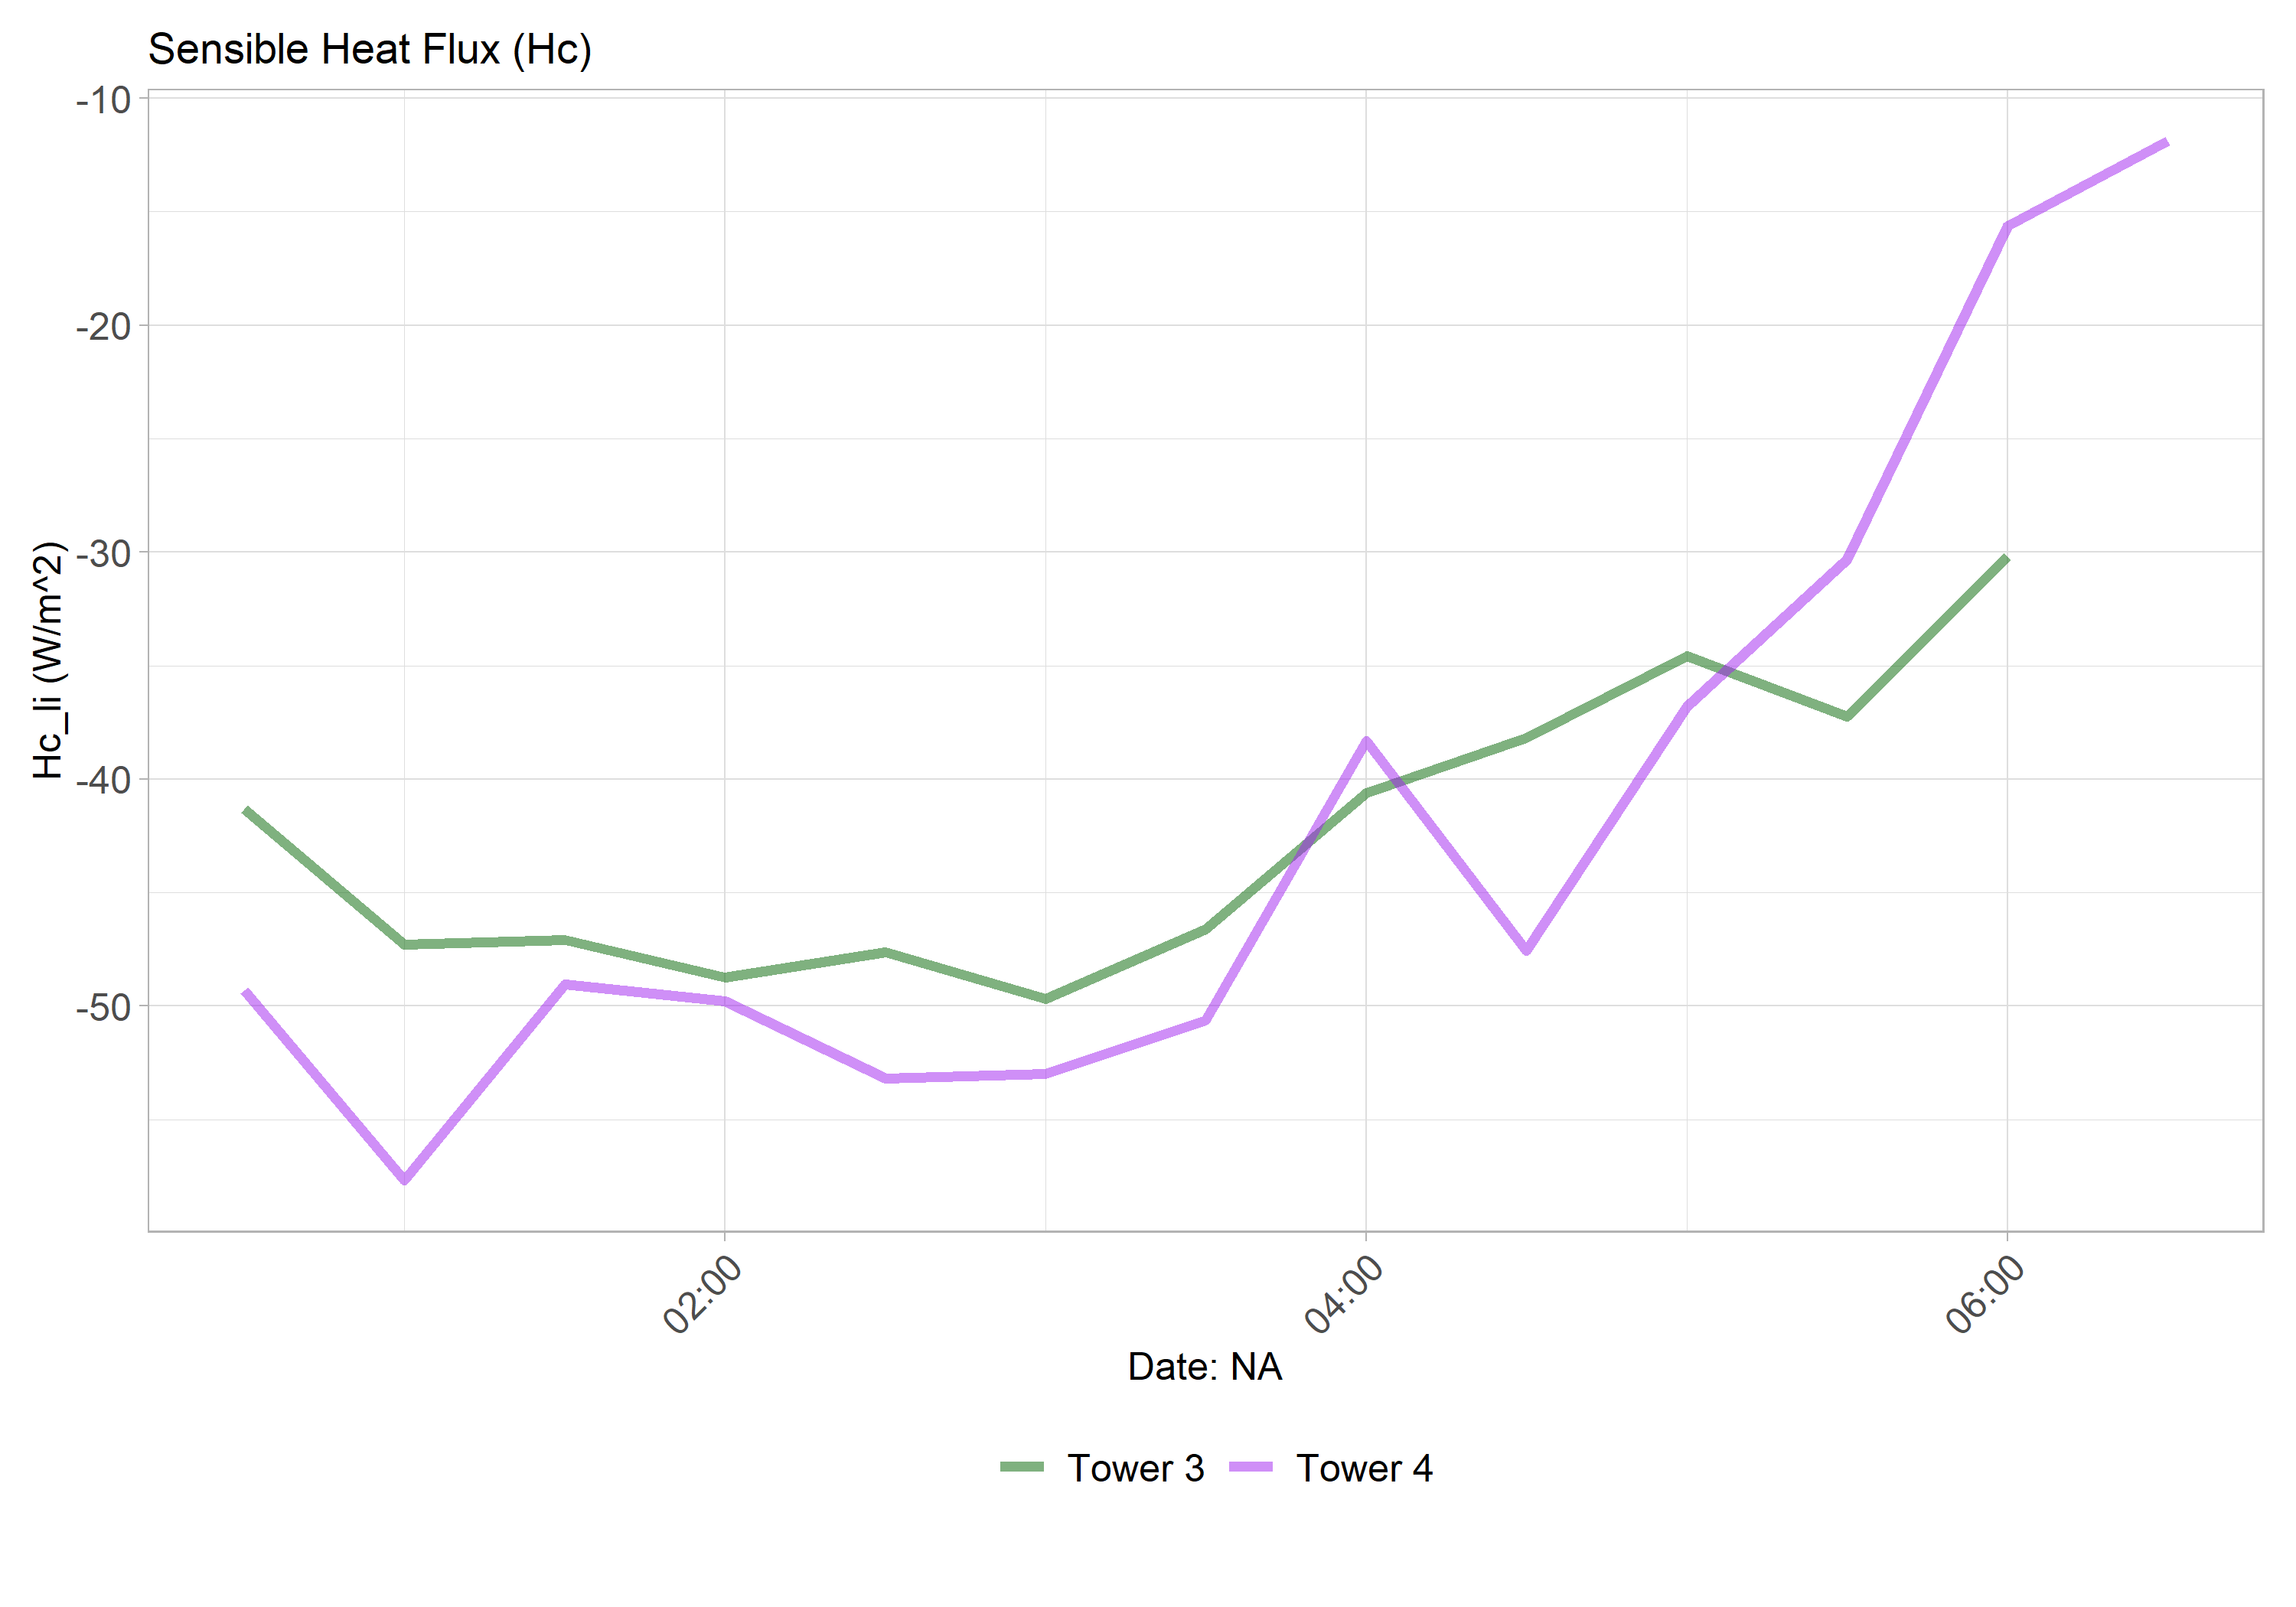 Sensible Heat Flux (Hc)
-10
-20
-30
-40
-50
Hc_li (W/m^2)
02:00
04:00
06:00
Date: NA
Tower 3
Tower 4